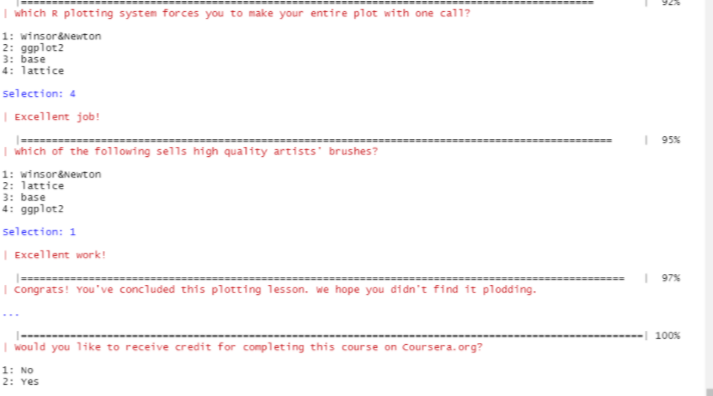 92%
| Which R plotting system forces you to make your entire plot with one call?
1: Winsor&Newton
2: ggplot2
3: base
4: lattice
Selection: 4
| Excellent job!
|======================================================================================| 95%
| Which of the following sells high quality artists' brushes?
1: Winsor&Newton
2: lattice
3: base
4: ggplot2
Selection: 1
| Excellent work!
|========================================================================================| 97%
| Congrats! You've concluded this plotting lesson. We hope you didn't find it plodding.
...
|===========================================================================================| 100%
| Would you like to receive credit for completing this course on Coursera.org?
1: No
2: Yes